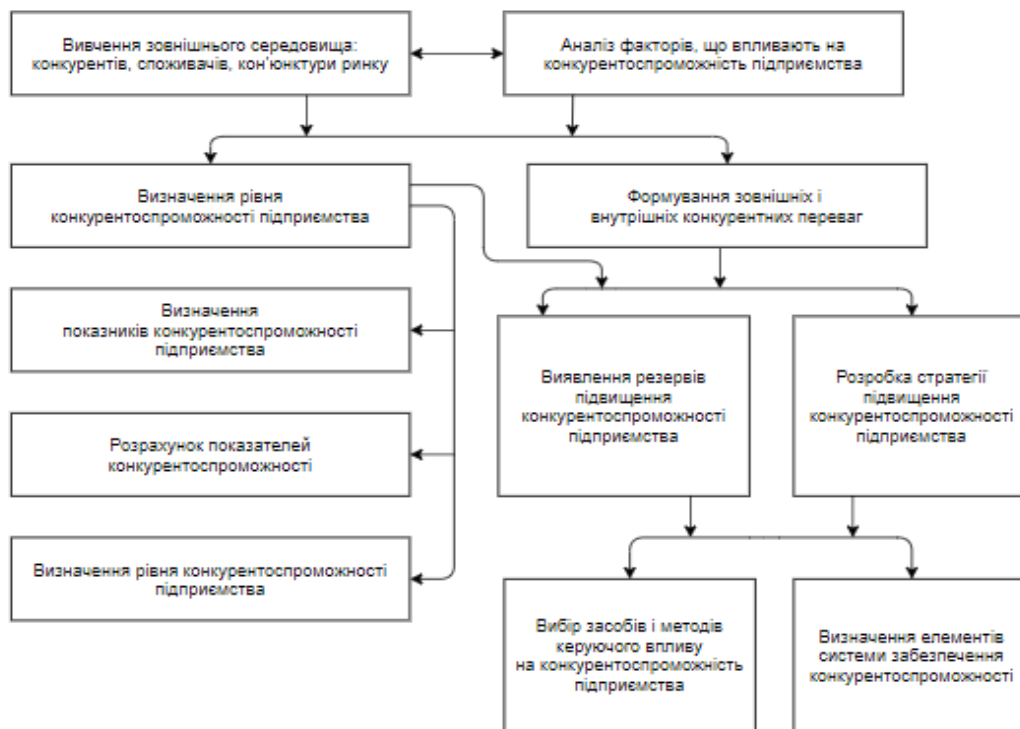 Вивчення зовнішнього середовища:
конкурентів, споживачів, кон'юнктури ринку
Аналіз факторів, що впливають на
конкурентоспроможність підприємства
Визначення рівня
конкурентоспроможності підприємства
Формування зовнішніх і
внутрішніх конкурентних переваг
Визначення
показників конкурентоспроможності
підприємства
Виявлення резервів
підвищення
конкурентоспроможності
підприємства
Розробка стратегії
підвищення
конкурентоспроможності
підприємства
Розрахунок показателей
конкурентоспроможності
Визначення рівня конкурентоспроможності
підприємства
Вибір засобів і методів
керуючого впливу
на конкурентоспроможність
підприємства
Визначення елементів
системи забезпечення
конкурентоспроможності